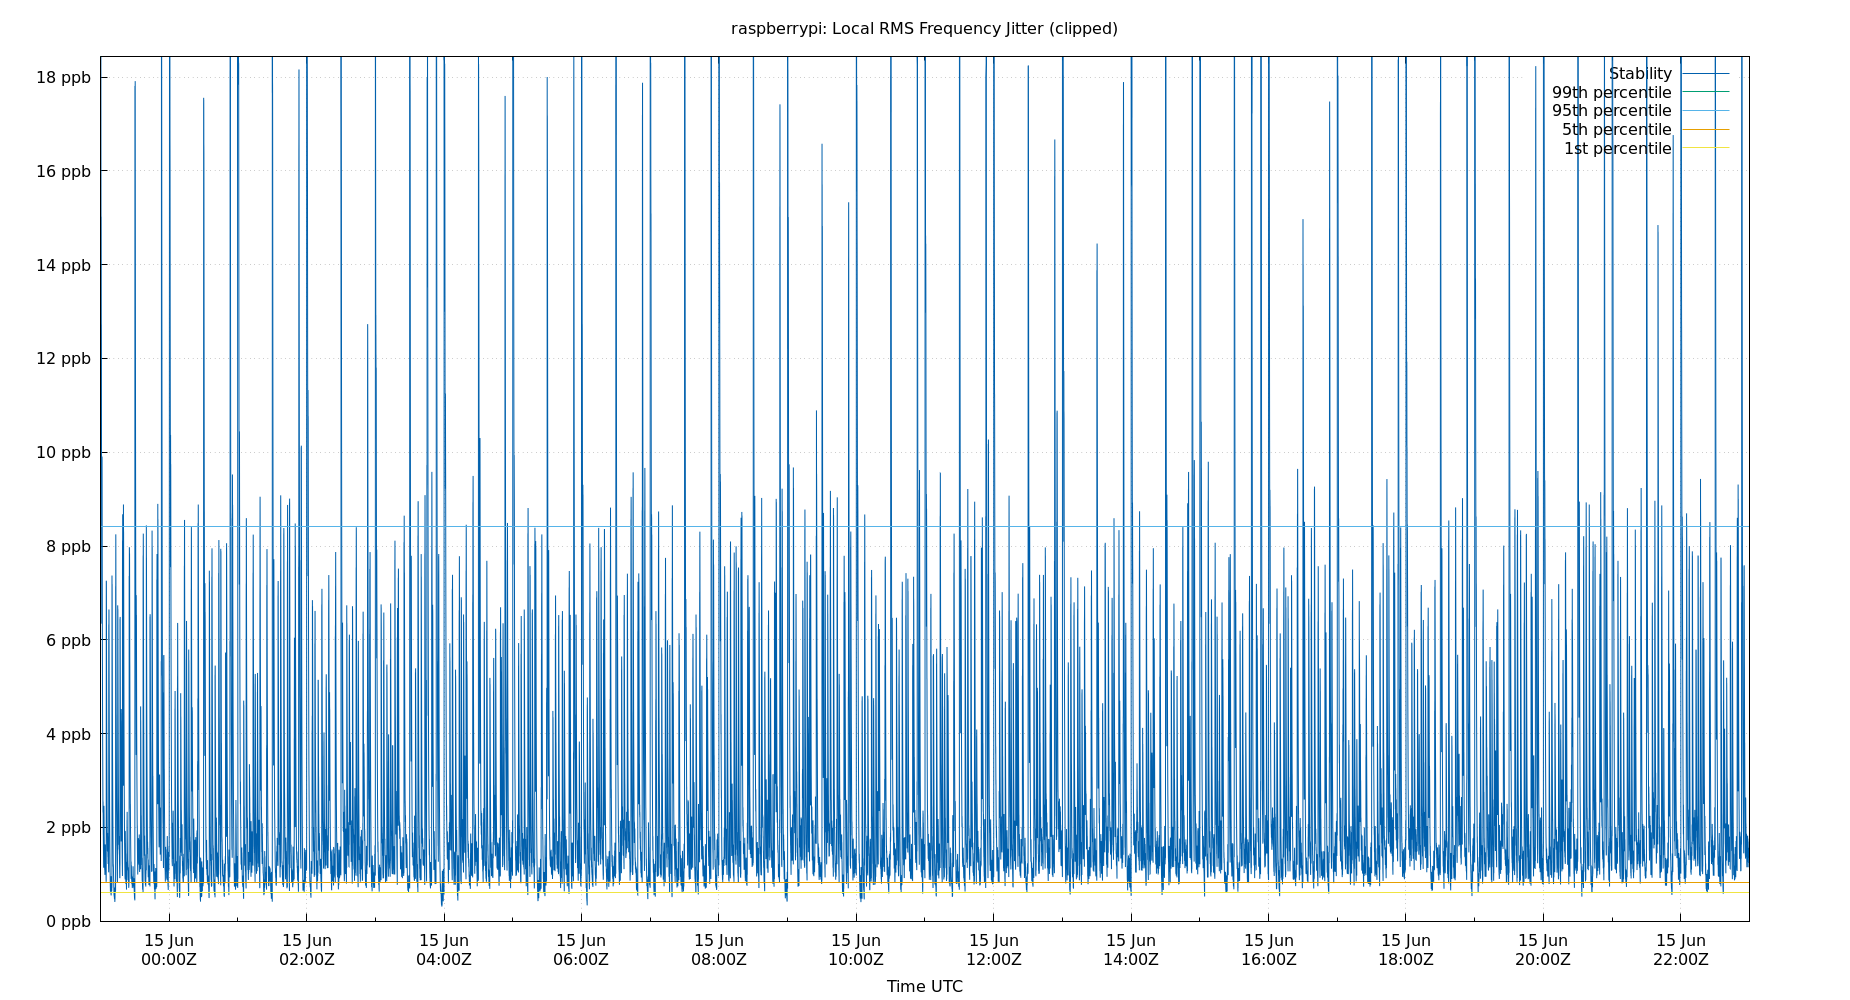 raspberrypi: Local RMS Frequency Jitter (clipped)
18 ppb
16 ppb
14 ppb
12 ppb
10 ppb
8 ppb
6 ppb
4 ppb
2 ppb
0 ppb
Stability
99th percentile
95th percentile
5th percentile
1st percentile
15 Jun 15 Jun 15 Jun 15 Jun 15 Jun 15 Jun 15 Jun 15 Jun 15 Jun 15 Jun 15 Jun 15 Jun
00:00Z 02:00Z 04:00Z 06:00Z 08:00Z 10:00Z 12:00Z 14:00Z 16:00Z 18:00Z 20:00Z 22:00Z
Time UTC